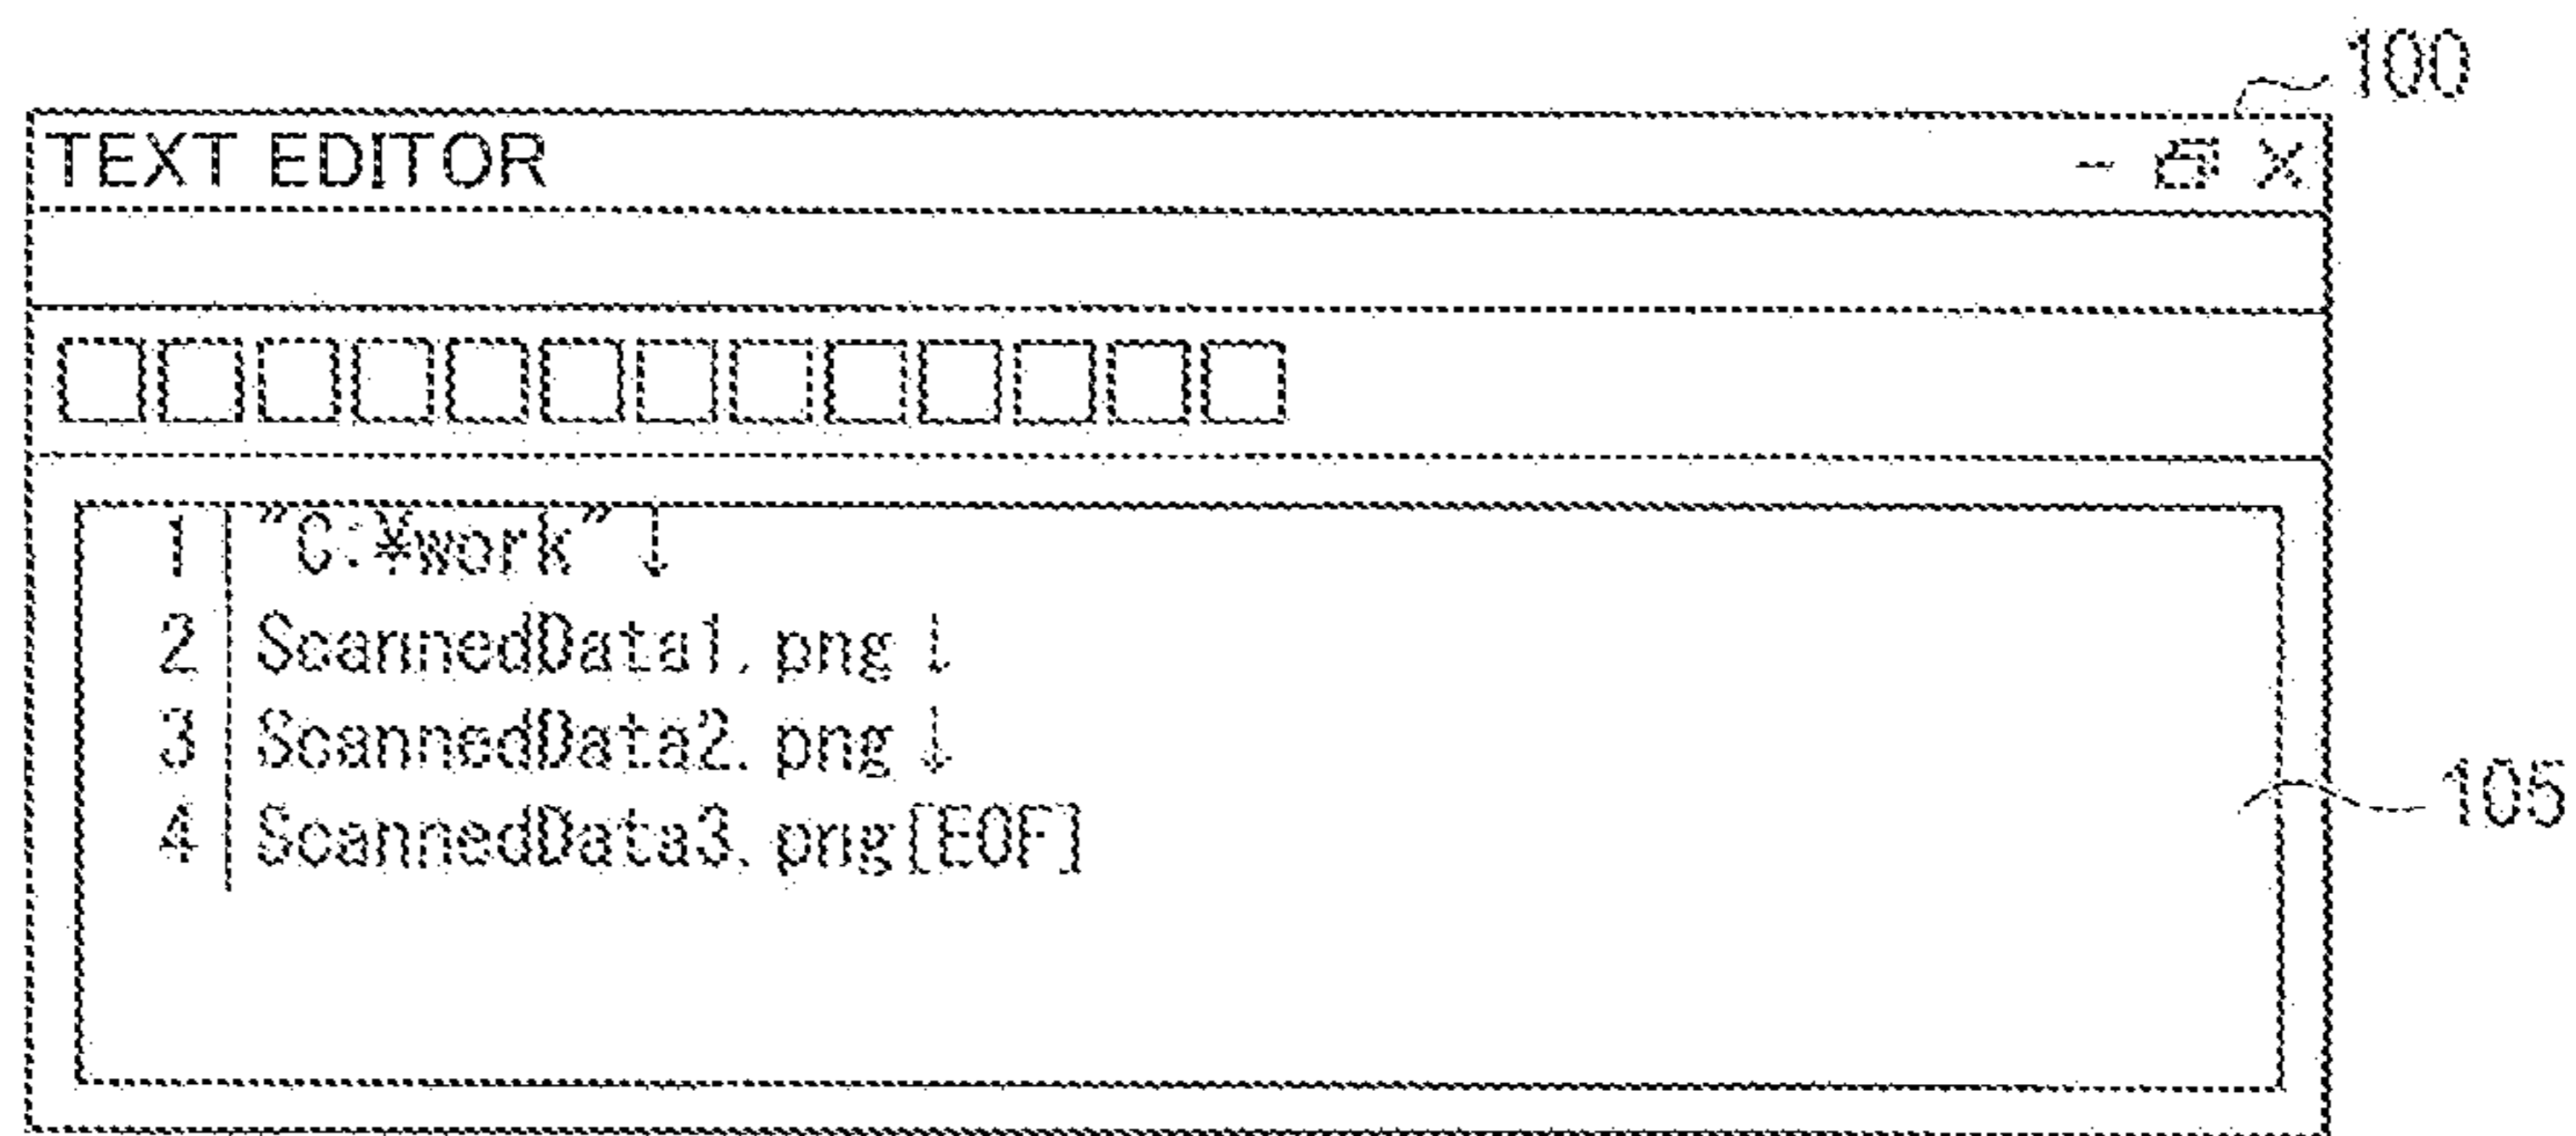 100
TEXT EDITOR
1 ”C:¥work”↓
2 ScannedData1.png↓
3 ScannedData2.png↓
4 ScannedData3.png[EOF]
105